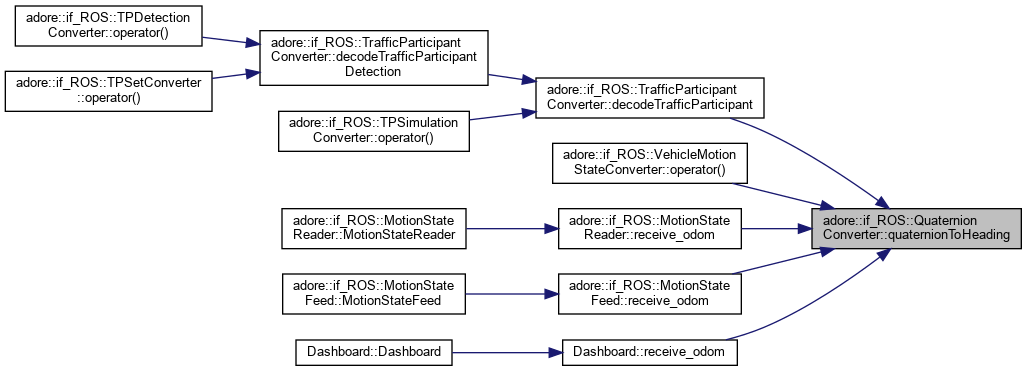 adore::if_ROS::TPDetection
Converter::operator()
adore::if_ROS::TPSetConverter
::operator()
adore::if_ROS::TrafficParticipant
Converter::decodeTrafficParticipant
Detection
adore::if_ROS::TPSimulation
Converter::operator()
adore::if_ROS::TrafficParticipant
Converter::decodeTrafficParticipant
adore::if_ROS::VehicleMotion
StateConverter::operator()
adore::if_ROS::MotionState
Reader::MotionStateReader
adore::if_ROS::MotionState
Reader::receive_odom
adore::if_ROS::Quaternion
Converter::quaternionToHeading
adore::if_ROS::MotionState
Feed::MotionStateFeed
adore::if_ROS::MotionState
Feed::receive_odom
Dashboard::Dashboard
Dashboard::receive_odom